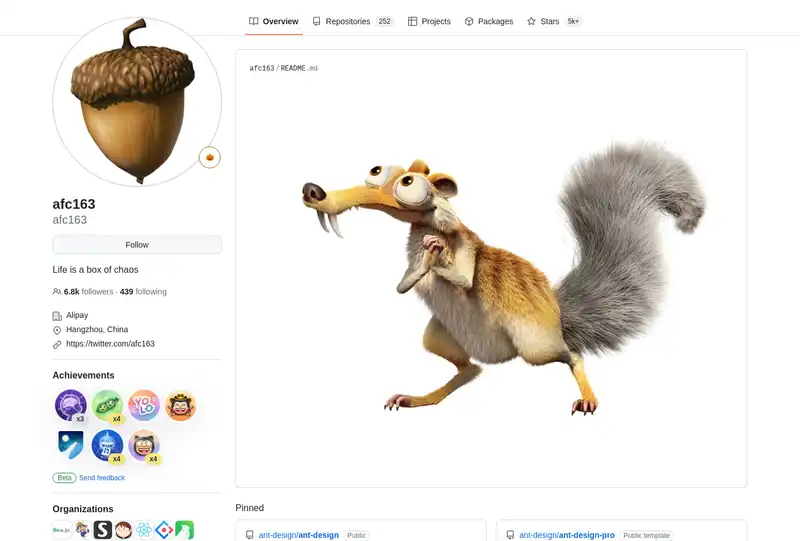 Overview
Repositories 252
Projects
Packages
Stars 5k+
afc163/README.md
afc163
afc163
Follow
Life is a box of chaos
6.8k followers · 439 following
Alipay
Hangzhou, China
https://twitter.com/afc163
Achievements
x3
x4
YOLO
x4
x4
Beta Send feedback
Organizations
Pinned
ant-design/ant-design Public
ant-design/ant-design-pro Public template